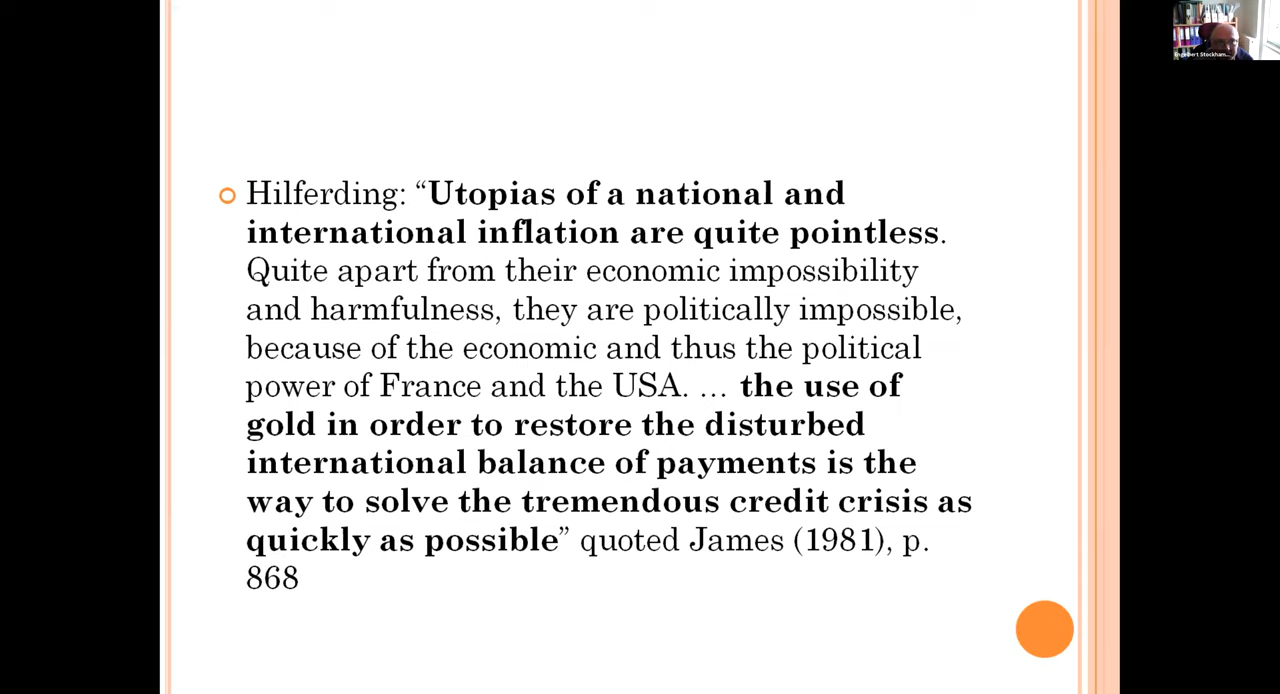 Hilferding: “Utopias of a national and
international inflation are quite pointless.
Quite apart from their economic impossibility
and harmfulness, they are politically impossible,
because of the economic and thus the political
power of France and the USA. … the use of
gold in order to restore the disturbed
international balance of payments is the
way to solve the tremendous credit crisis as
quickly as possible” quoted James (1981), p.
868
Engelbert Stockham...